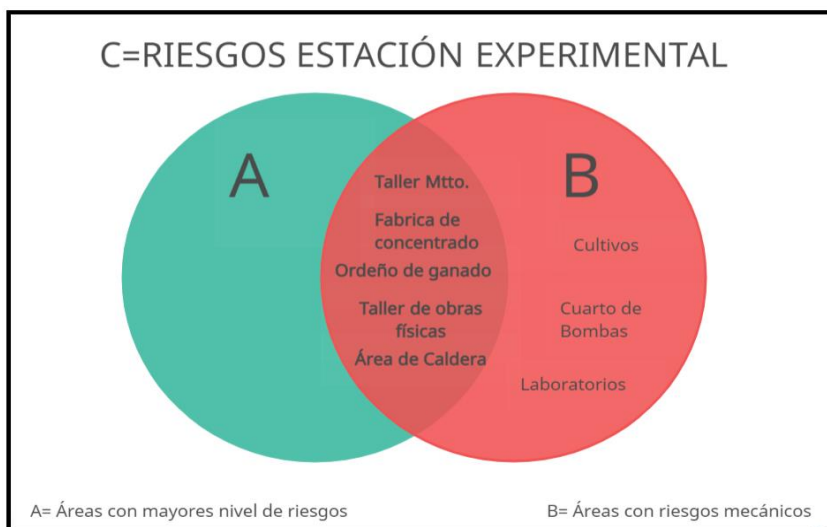 C=RIESGOS ESTACIÓN EXPERIMENTAL
A
B
Taller Mtto.
Fabrica de
concentrado
Ordeño de ganado
Taller de obras
físicas
Área de Caldera
Cultivos
Cuarto de
Bombas
Laboratorios
A= Áreas con mayores nivel de riesgos
B= Áreas con riesgos mecánicos